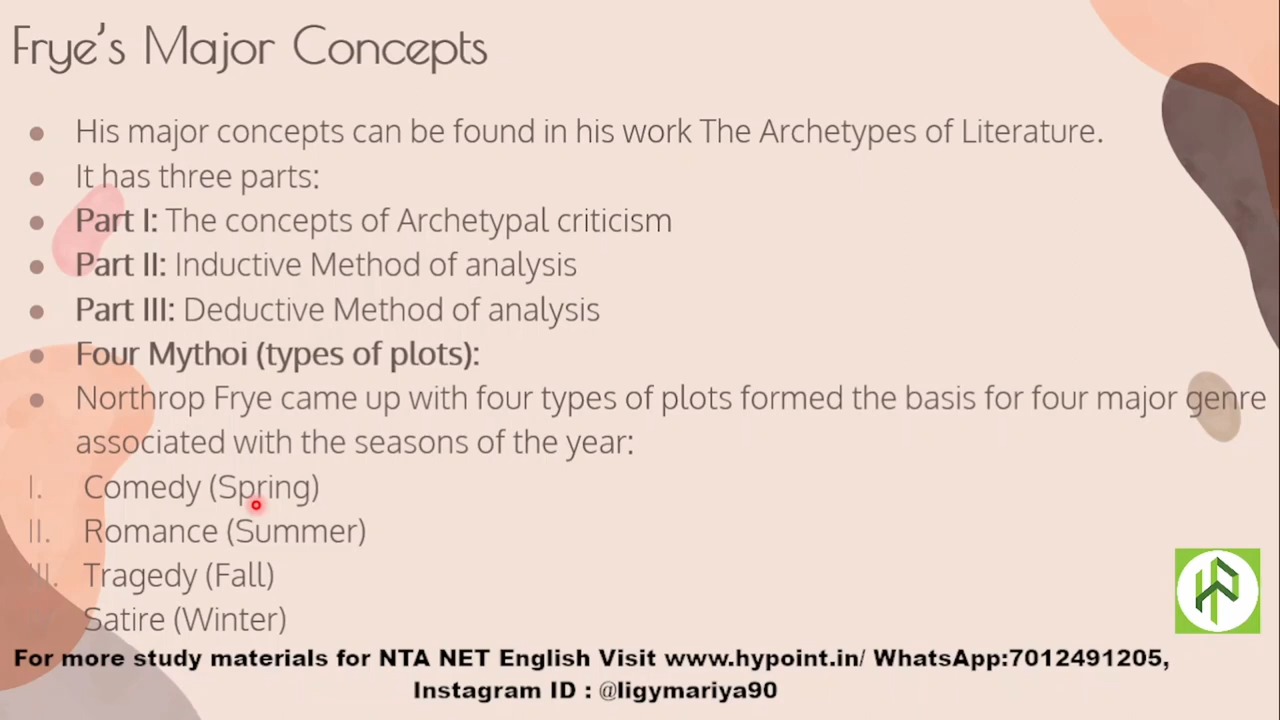 Frye's Major Concepts
● His major concepts can be found in his work The Archetypes of Literature.
● It has three parts:
● Part I: The concepts of Archetypal criticism
● Part II: Inductive Method of analysis
● Part III: Deductive Method of analysis
● Four Mythoi (types of plots):
● Northrop Frye came up with four types of plots formed the basis for four major genre
associated with the seasons of the year:
I. Comedy (Spring)
II. Romance (Summer)
III. Tragedy (Fall)
Satire (Winter)
For more study materials for NTA NET English Visit www.hypoint.in/ WhatsApp:7012491205,
Instagram ID : @ligymariya90